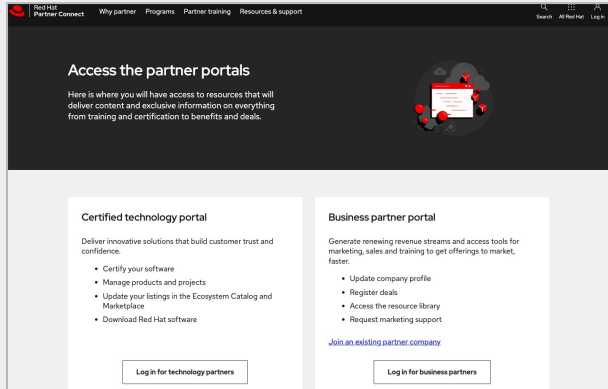 Red Hat
Partner Connect
Why partner Programs Partner training Resources & support
Search All Red Hat Log in
Access the partner portals
Here is where you will have access to resources that will
deliver content and exclusive information on everything
from training and certification to benefits and deals.
Certified technology portal
Deliver innovative solutions that build customer trust and
confidence.
• Certify your software
• Manage products and projects
• Update your listings in the Ecosystem Catalog and
Marketplace
• Download Red Hat software
Log in for technology partners
Business partner portal
Generate renewing revenue streams and access tools for
marketing, sales and training to get offerings to market,
faster.
• Update company profile
• Register deals
• Access the resource library
• Request marketing support
Join an existing partner company
Log in for business partners